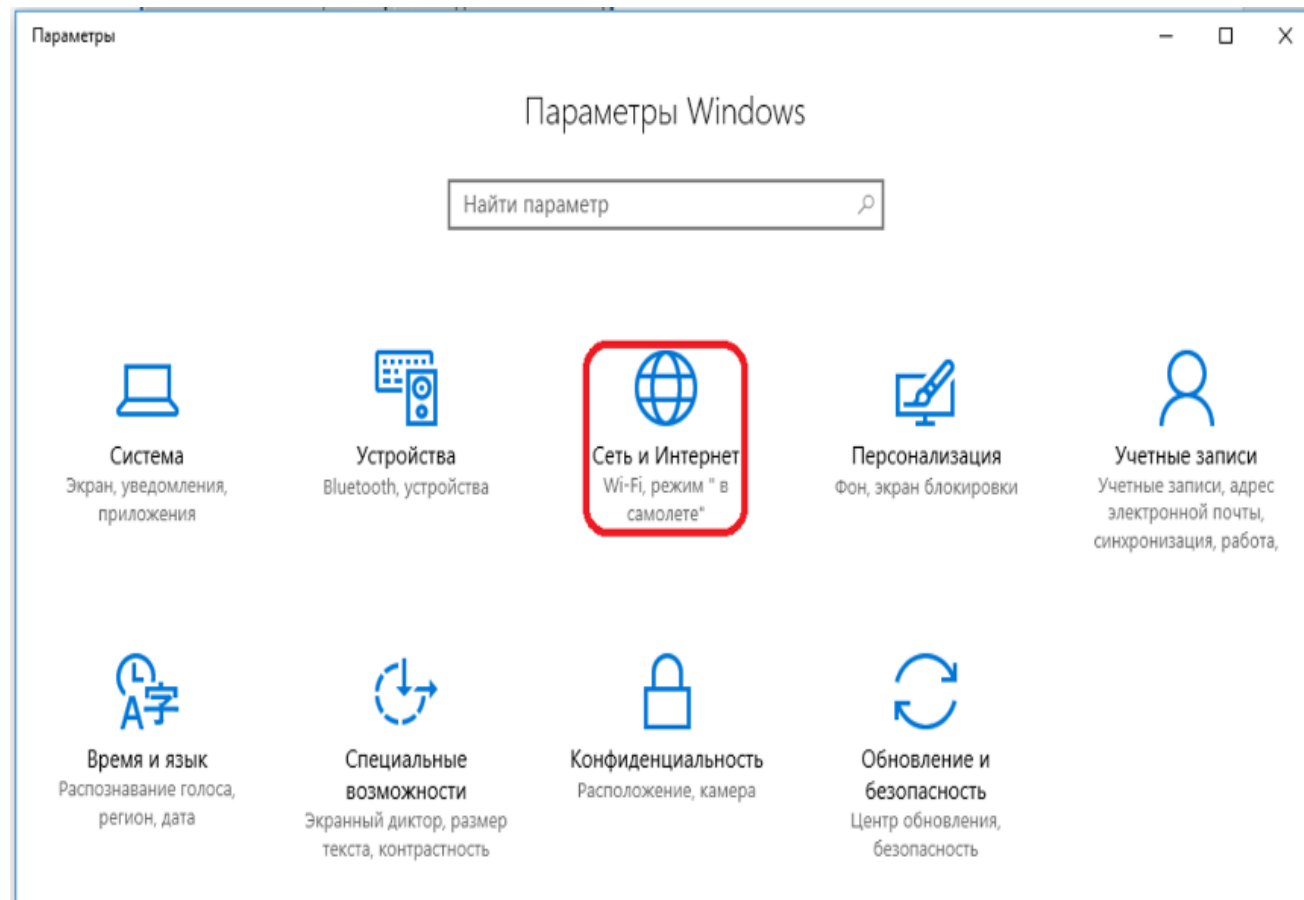 Параметры
Параметры Windows
Найти параметр
Система
Экран, уведомления,
приложения
Устройства
Bluetooth, устройства
Сеть и Интернет
Wi-Fi, режим " в
самолете"
Персонализация
Фон, экран блокировки
Учетные записи
Учетные записи, адрес
электронной почты,
синхронизация, работа,
Время и язык
Распознавание голоса,
регион, дата
Специальные
возможности
Экранный диктор, размер
текста, контрастность
Конфиденциальность
Расположение, камера
Обновление и
безопасность
Центр обновления,
безопасность